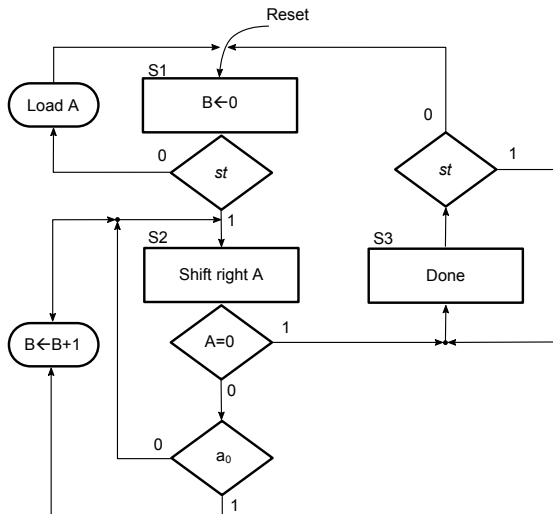 Reset
S1
B←0
Load A
0
st
1
0
st
1
S2
Shift right A
S3
Done
B←B+1
A=0
1
0
0
a₀
1